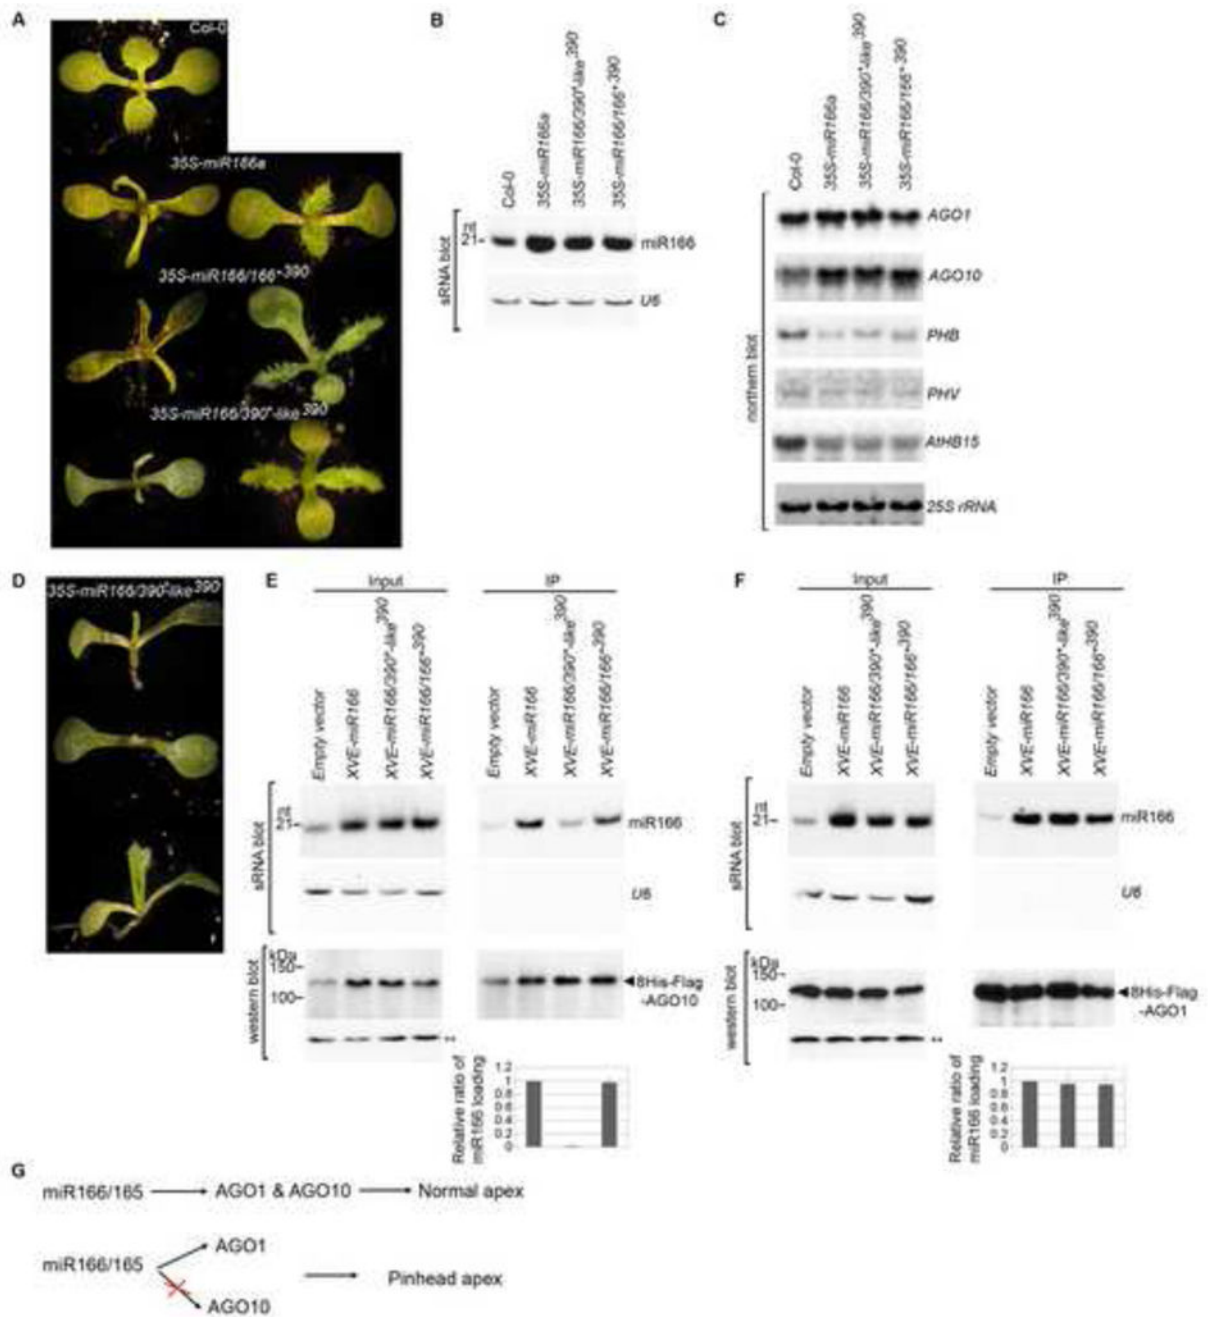 A
Col-0
35S-miR166a
35S-miR166/166*-390
35S-miR166/390*-like390
B
Col-0
35S-miR166a
35S-miR166/390*-like390
35S-miR166/166*-390
sRNA blot
nt
21-
miR166
U6
C
Col-0
35S-miR166a
35S-miR166/390*-like390
35S-miR166/166*-390
northern blot
AGO1
AGO10
PHB
PHV
AtHB15
25S rRNA
D
35S-miR166/390*-like390
E
Input
IP
Empty vector
XVE-miR166
XVE-miR166/390*-like390
XVE-miR166/166*-390
Empty vector
XVE-miR166
XVE-miR166/390*-like390
XVE-miR166/166*-390
sRNA blot
nt
21-
miR166
U6
western blot
kDa
150-
100-
8His-Flag
-AGO10
**
Relative ratio of
miR166 loading
1.2
1
0.8
0.6
0.4
0.2
0
F
Input
IP
Empty vector
XVE-miR166
XVE-miR166/390*-like390
XVE-miR166/166*-390
Empty vector
XVE-miR166
XVE-miR166/390*-like390
XVE-miR166/166*-390
sRNA blot
nt
21-
miR166
U6
western blot
kDa
150-
100-
8His-Flag
-AGO1
**
Relative ratio of
miR166 loading
1.2
1
0.8
0.6
0.4
0.2
0
G
miR166/165
AGO1 & AGO10
Normal apex
miR166/165
AGO1
AGO10
Pinhead apex